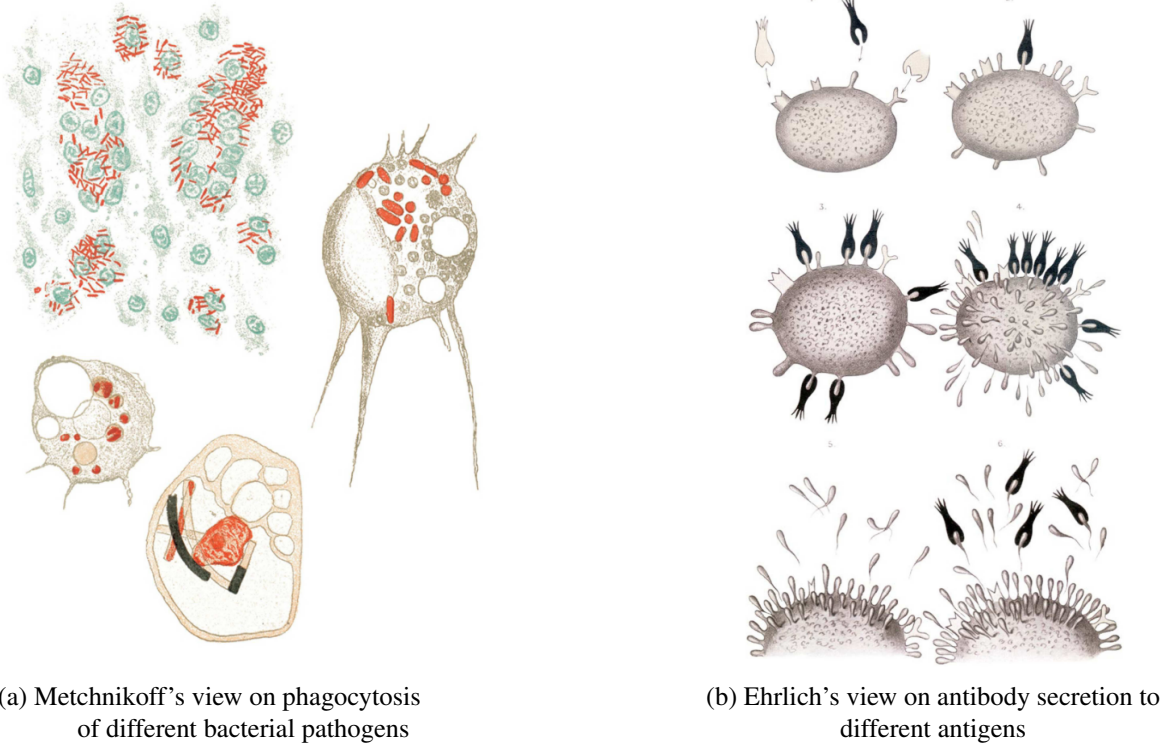 3.
4.
5.
6.
(a) Metchnikoff's view on phagocytosis
of different bacterial pathogens
(b) Ehrlich's view on antibody secretion to
different antigens